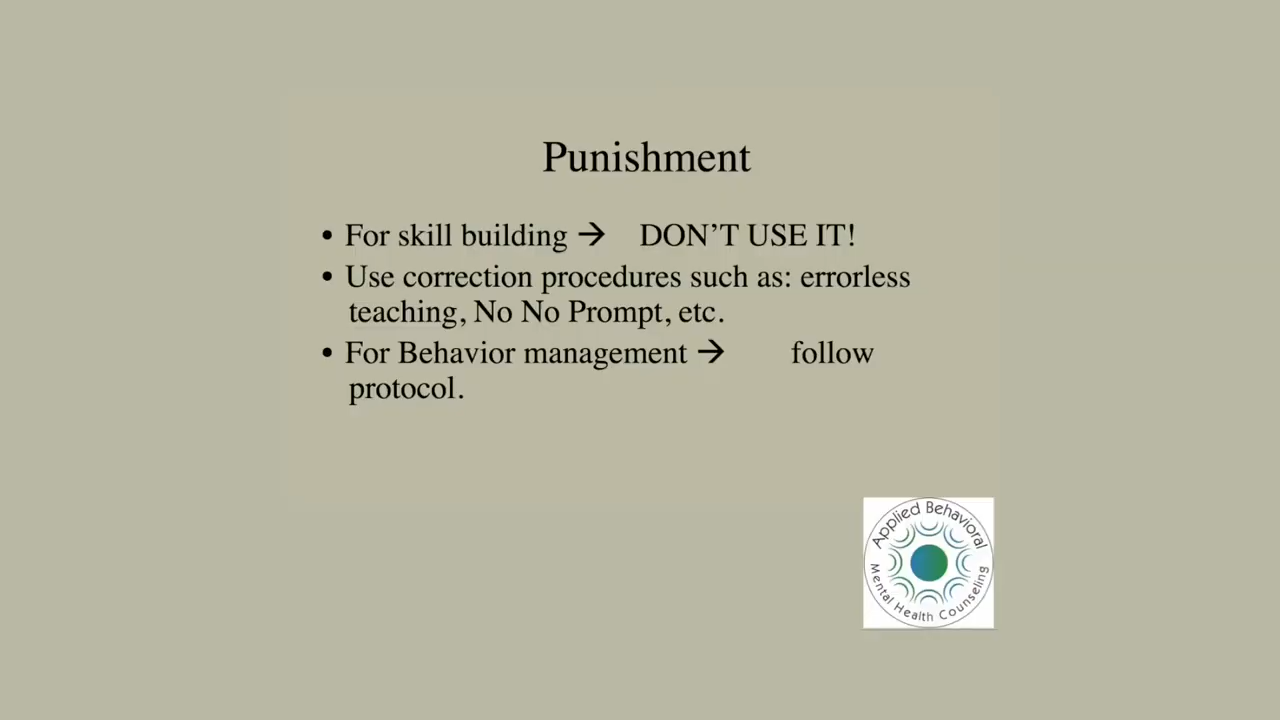 Punishment
• For skill building → DON’T USE IT!
• Use correction procedures such as: errorless
teaching, No No Prompt, etc.
• For Behavior management → follow
protocol.
Applied Behavioral
Mental Health Counseling